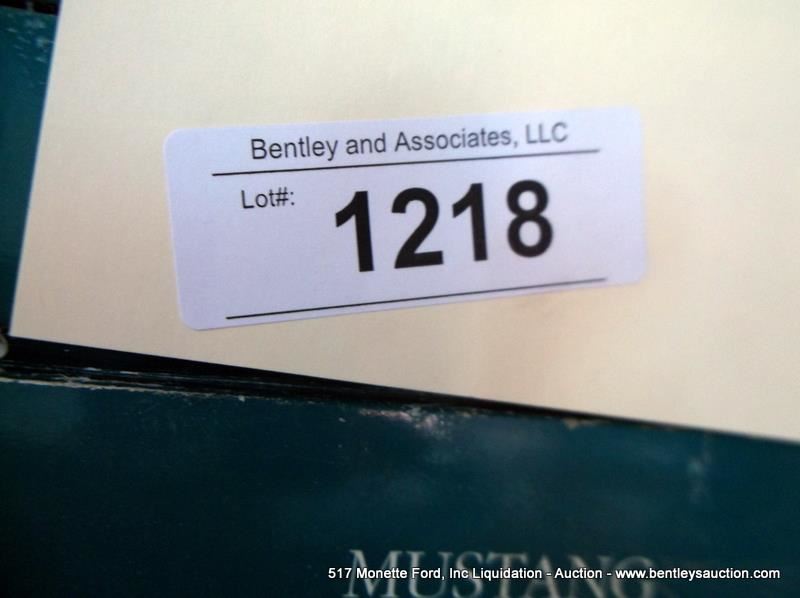 Bentley and Associates, LLC
Lot#:
1218
MUSTANG
517 Monette Ford, Inc Liquidation - Auction - www.bentleysauction.com